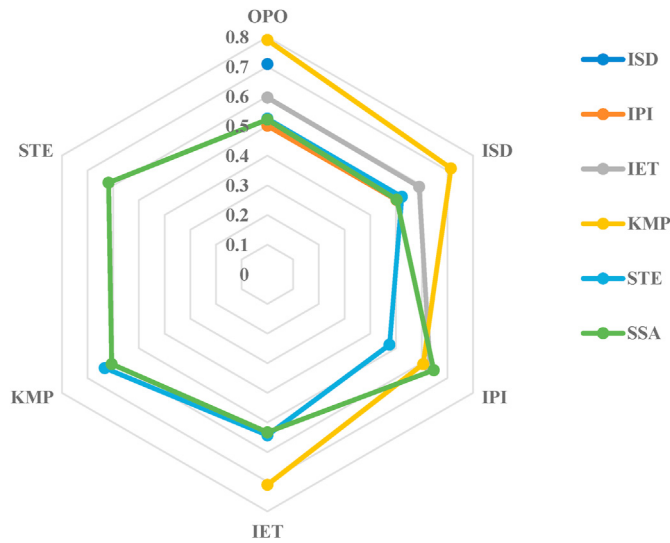 OPO
0.8
0.7
0.6
0.5
0.4
0.3
0.2
0.1
0
STE
ISD
KMP
IPI
IET
ISD
IPI
IET
KMP
STE
SSA